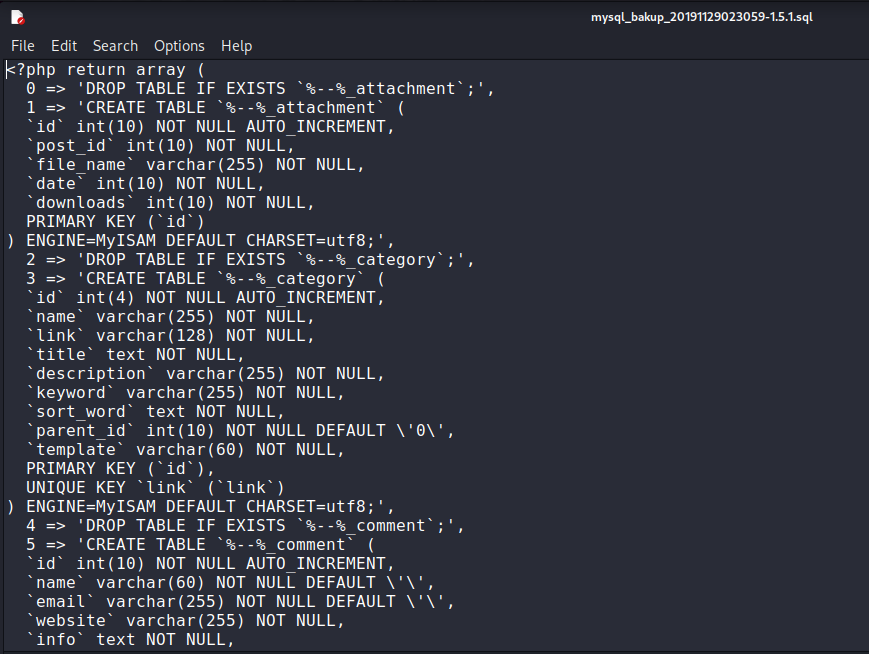 mysql_bakup_20191129023059-1.5.1.sql
File Edit Search Options Help
<?php return array (
  0 => 'DROP TABLE IF EXISTS `%--%_attachment`;',
  1 => 'CREATE TABLE `%--%_attachment` (
  `id` int(10) NOT NULL AUTO_INCREMENT,
  `post_id` int(10) NOT NULL,
  `file_name` varchar(255) NOT NULL,
  `date` int(10) NOT NULL,
  `downloads` int(10) NOT NULL,
  PRIMARY KEY (`id`)
) ENGINE=MyISAM DEFAULT CHARSET=utf8;',
  2 => 'DROP TABLE IF EXISTS `%--%_category`;',
  3 => 'CREATE TABLE `%--%_category` (
  `id` int(4) NOT NULL AUTO_INCREMENT,
  `name` varchar(255) NOT NULL,
  `link` varchar(128) NOT NULL,
  `title` text NOT NULL,
  `description` varchar(255) NOT NULL,
  `keyword` varchar(255) NOT NULL,
  `sort_word` text NOT NULL,
  `parent_id` int(10) NOT NULL DEFAULT \'0\',
  `template` varchar(60) NOT NULL,
  PRIMARY KEY (`id`),
  UNIQUE KEY `link` (`link`)
) ENGINE=MyISAM DEFAULT CHARSET=utf8;',
  4 => 'DROP TABLE IF EXISTS `%--%_comment`;',
  5 => 'CREATE TABLE `%--%_comment` (
  `id` int(10) NOT NULL AUTO_INCREMENT,
  `name` varchar(60) NOT NULL DEFAULT \'\',
  `email` varchar(255) NOT NULL DEFAULT \'\',
  `website` varchar(255) NOT NULL,
  `info` text NOT NULL,